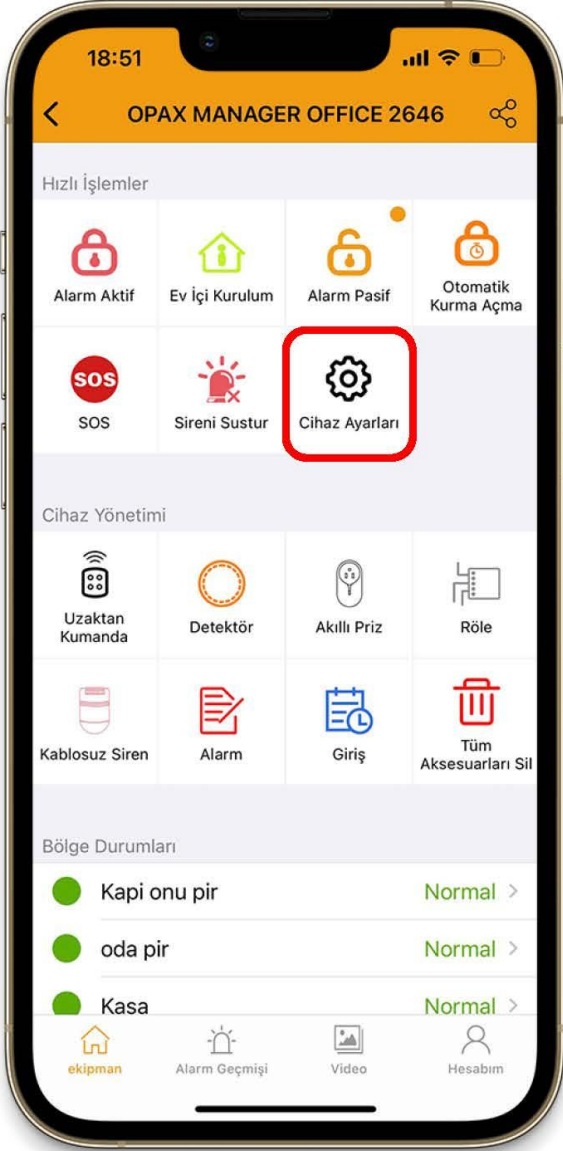 18:51
OPAX MANAGER OFFICE 2646
Hızlı İşlemler
Alarm Aktif
Ev İçi Kurulum
Alarm Pasif
Otomatik
Kurma Açma
SOS
SOS
Sireni Sustur
Cihaz Ayarları
Cihaz Yönetimi
Uzaktan
Kumanda
Detektör
Akıllı Priz
Röle
Kablosuz Siren
Alarm
Giriş
Tüm
Aksesuarları Sil
Bölge Durumları
Kapi onu pir Normal
oda pir Normal
Kasa Normal
ekipman
Alarm Geçmişi
Video
Hesabım